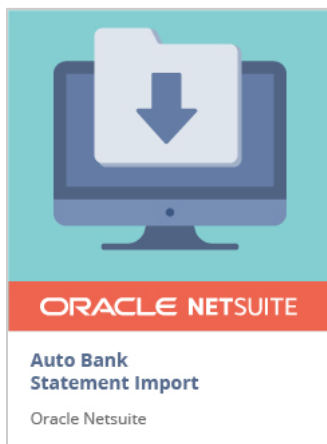 ORACLE NETSUITE
Auto Bank
Statement Import
Oracle Netsuite